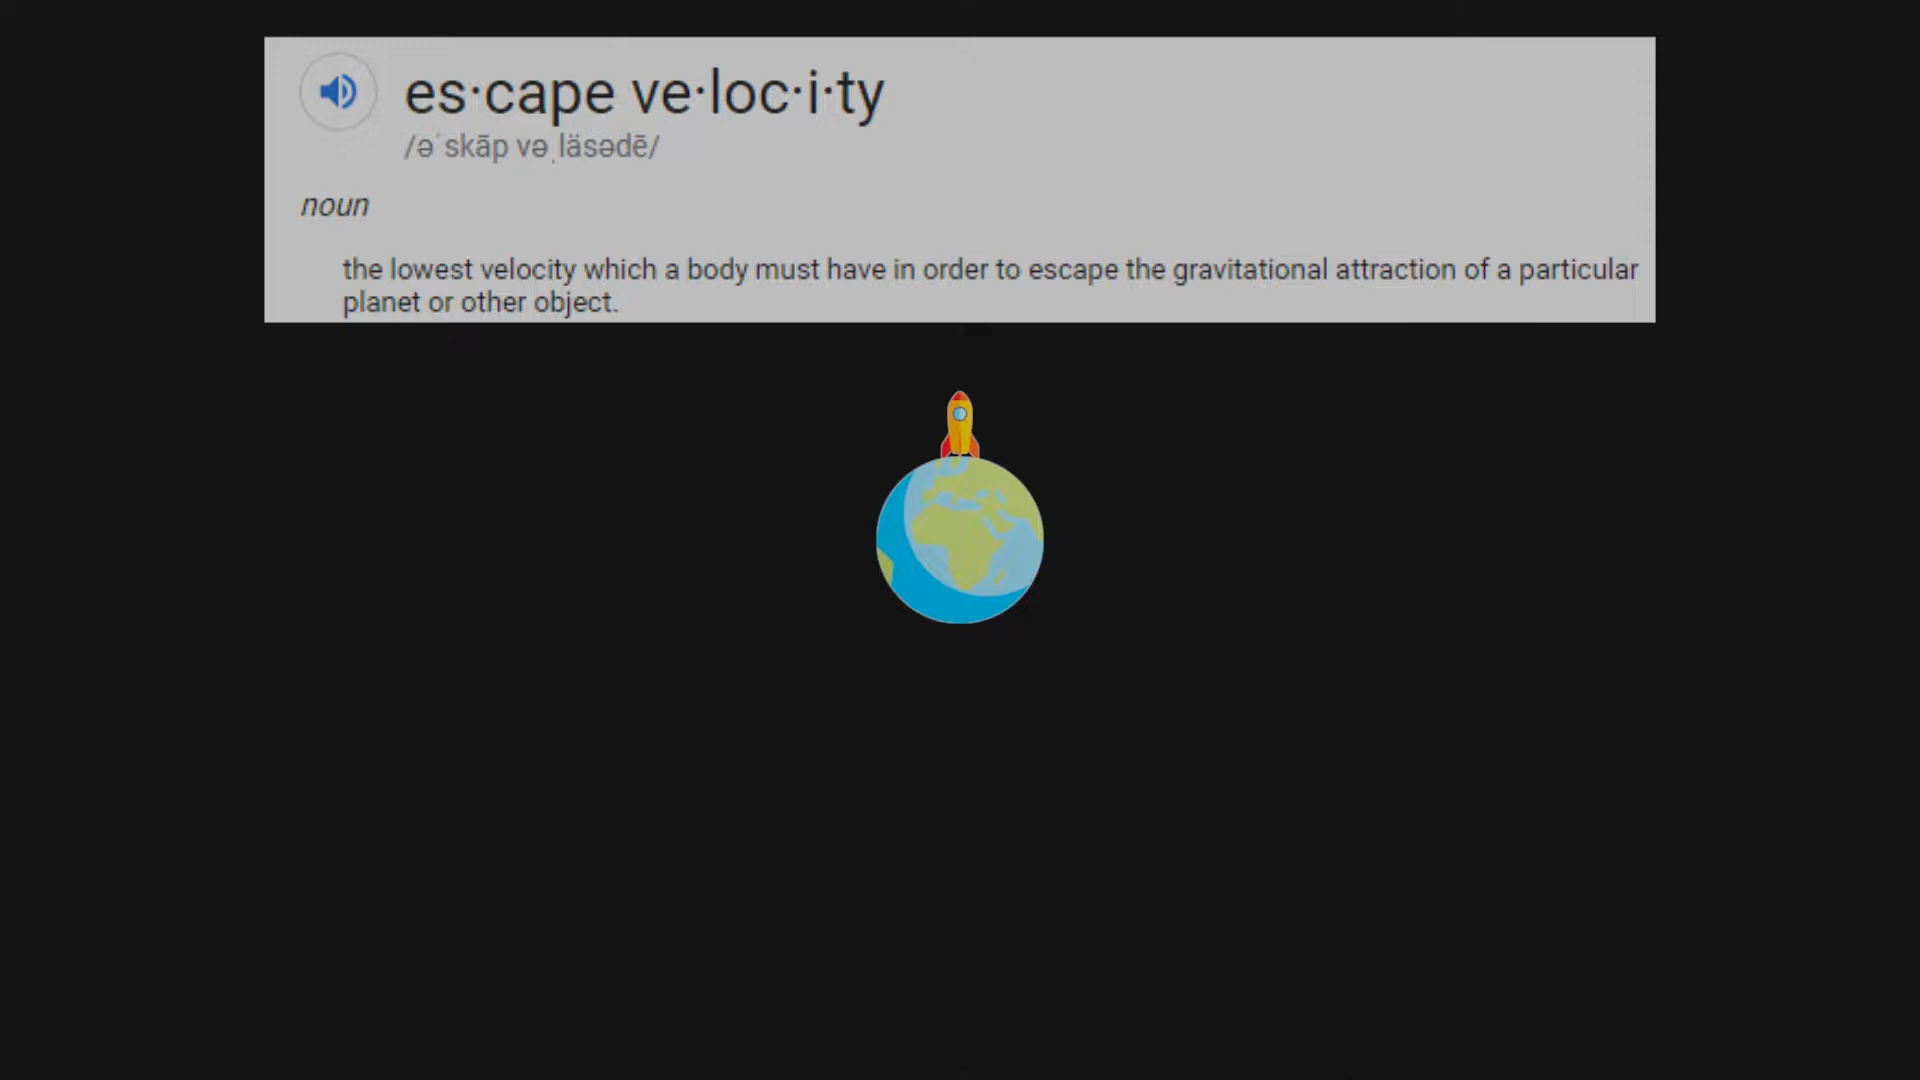 es·cape ve·loc·i·ty
/əˈskāp vəˌläsədē/
noun
the lowest velocity which a body must have in order to escape the gravitational attraction of a particular
planet or other object.